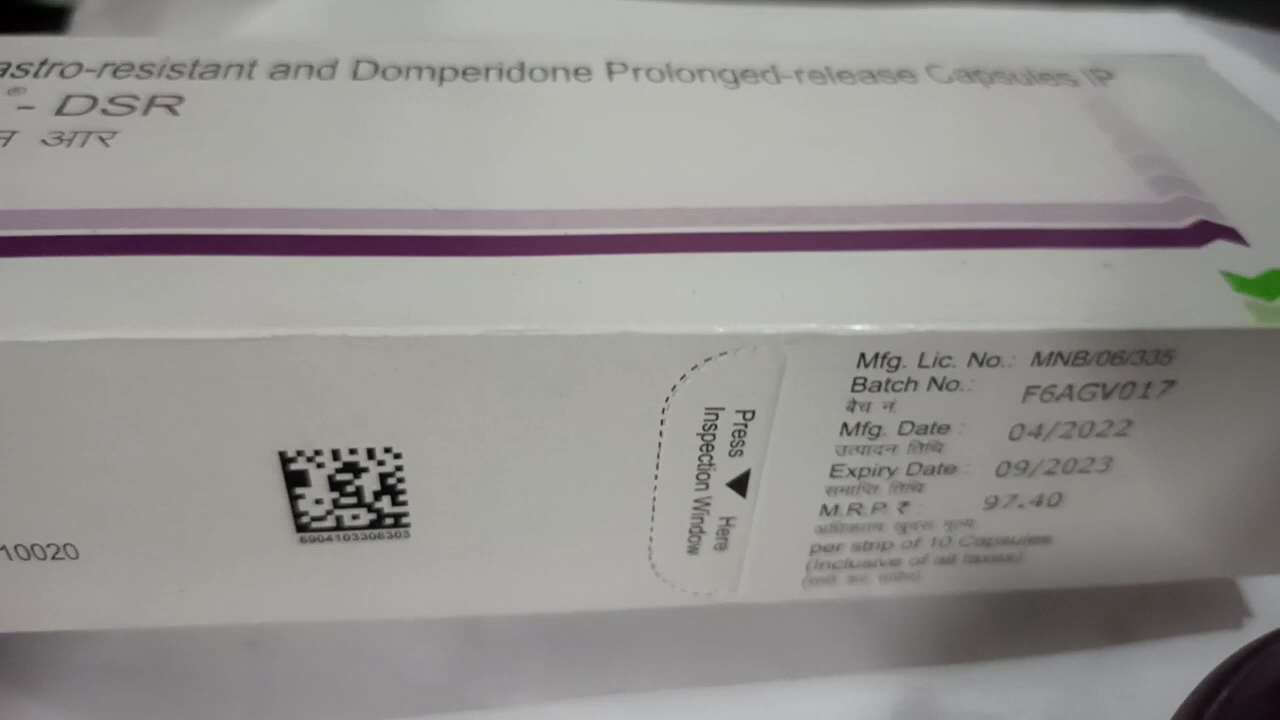 astro-resistant and Domperidone Prolonged-release Capsules IP
®- DSR
न आर
Mfg. Lic. No.: MNB/06/335
Batch No.: F6AGV017
बैच नं.
Mfg. Date : 04/2022
उत्पादन तिथि
Expiry Date : 09/2023
समाप्ति तिथि
M.R.P. ₹ 97.40
अधिकतम खुदरा मूल्य
per strip of 10 Capsules
(Inclusive of all taxes)
Press ▼ Here
Inspection Window
8904103308303
10020